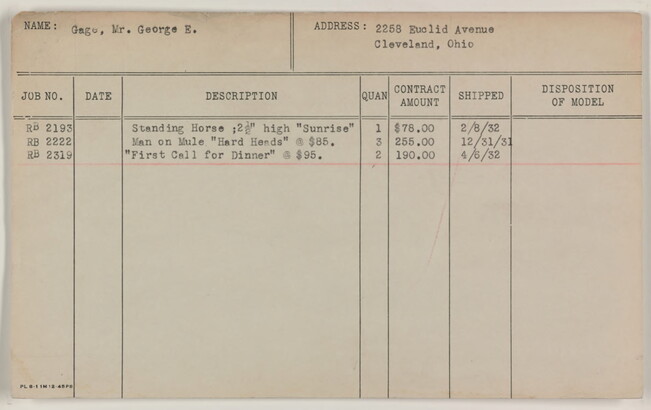 NAME: Gage, Mr. George E. ADDRESS: 2258 Euclid Avenue
Cleveland, Ohio
JOB NO. DATE DESCRIPTION QUAN CONTRACT AMOUNT SHIPPED DISPOSITION OF MODEL
RB 2193 Standing Horse ;2½" high "Sunrise" 1 $78.00 2/8/32
RB 2222 Man on Mule "Hard Heads" @ $85. 3 255.00 12/31/31
RB 2319 "First Call for Dinner" @ $95. 2 190.00 4/6/32